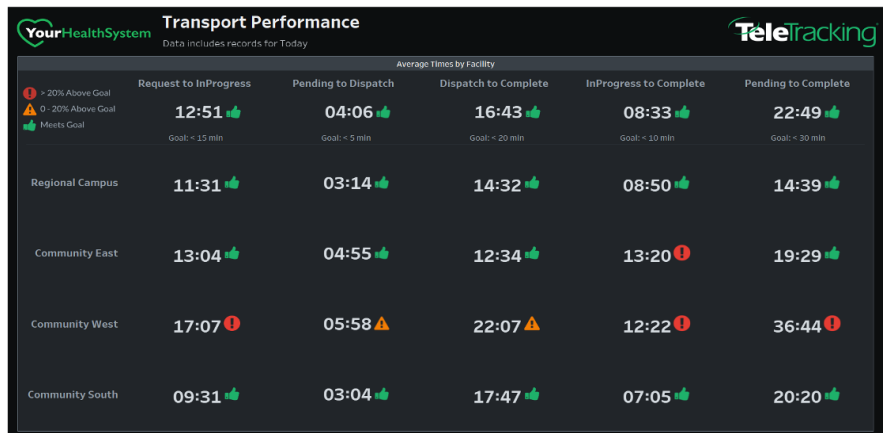 YourHealthSystem
Transport Performance
Data includes records for Today
TeleTracking
Average Times by Facility
> 20% Above Goal
0 - 20% Above Goal
Meets Goal
Request to InProgress Pending to Dispatch Dispatch to Complete InProgress to Complete Pending to Complete
12:51 04:06 16:43 08:33 22:49
Goal: < 15 min Goal: < 5 min Goal: < 20 min Goal: < 10 min Goal: < 30 min
Regional Campus 11:31 03:14 14:32 08:50 14:39
Community East 13:04 04:55 12:34 13:20 19:29
Community West 17:07 05:58 22:07 12:22 36:44
Community South 09:31 03:04 17:47 07:05 20:20